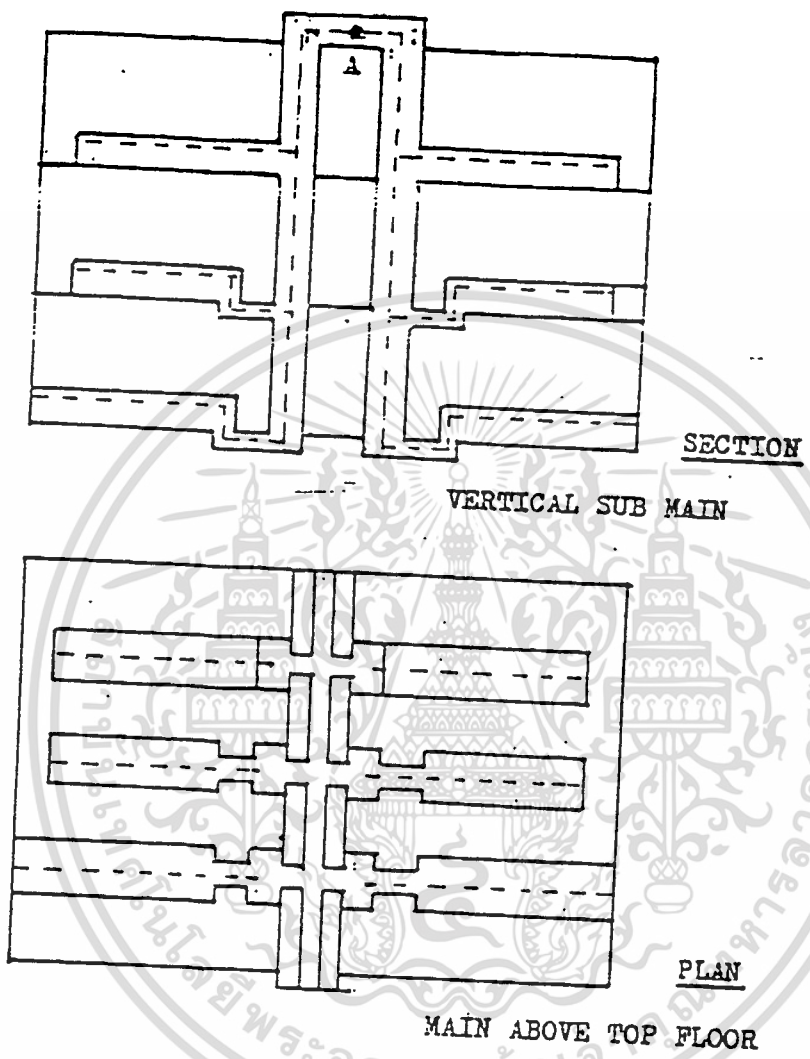 A
SECTION
VERTICAL SUB MAIN
PLAN
MAIN ABOVE TOP FLOOR